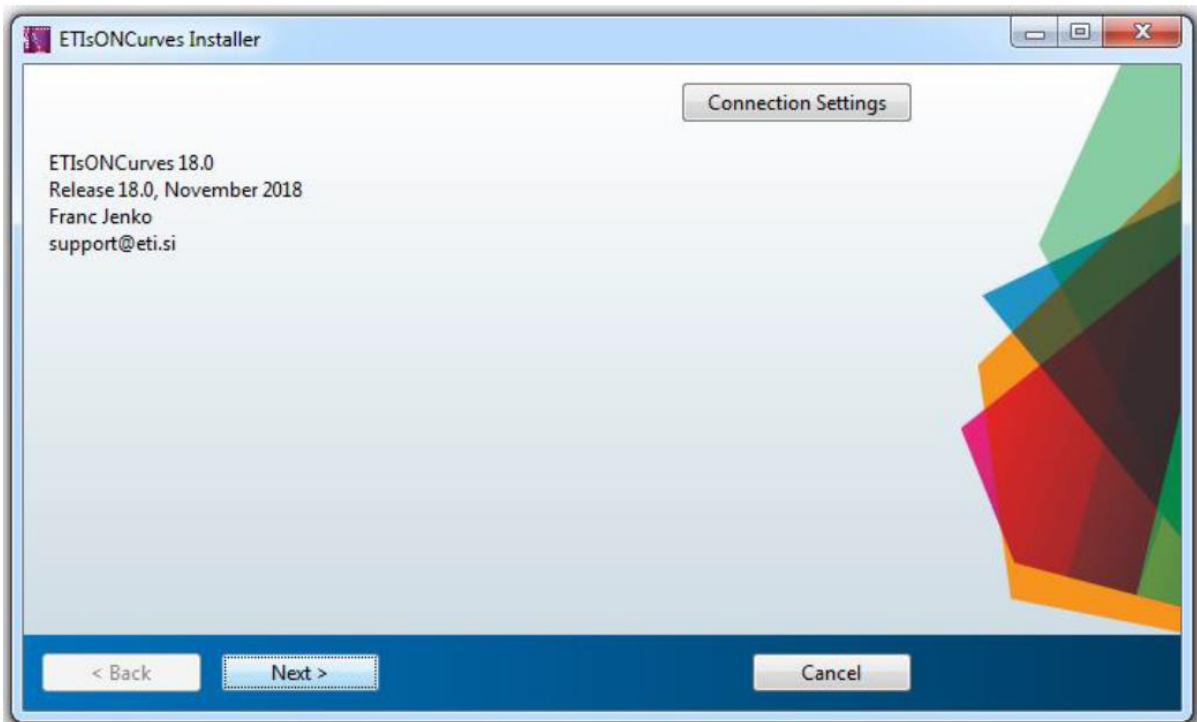 ETIsONCurves Installer
Connection Settings
ETIsONCurves 18.0
Release 18.0, November 2018
Franc Jenko
support@eti.si
< Back
Next >
Cancel